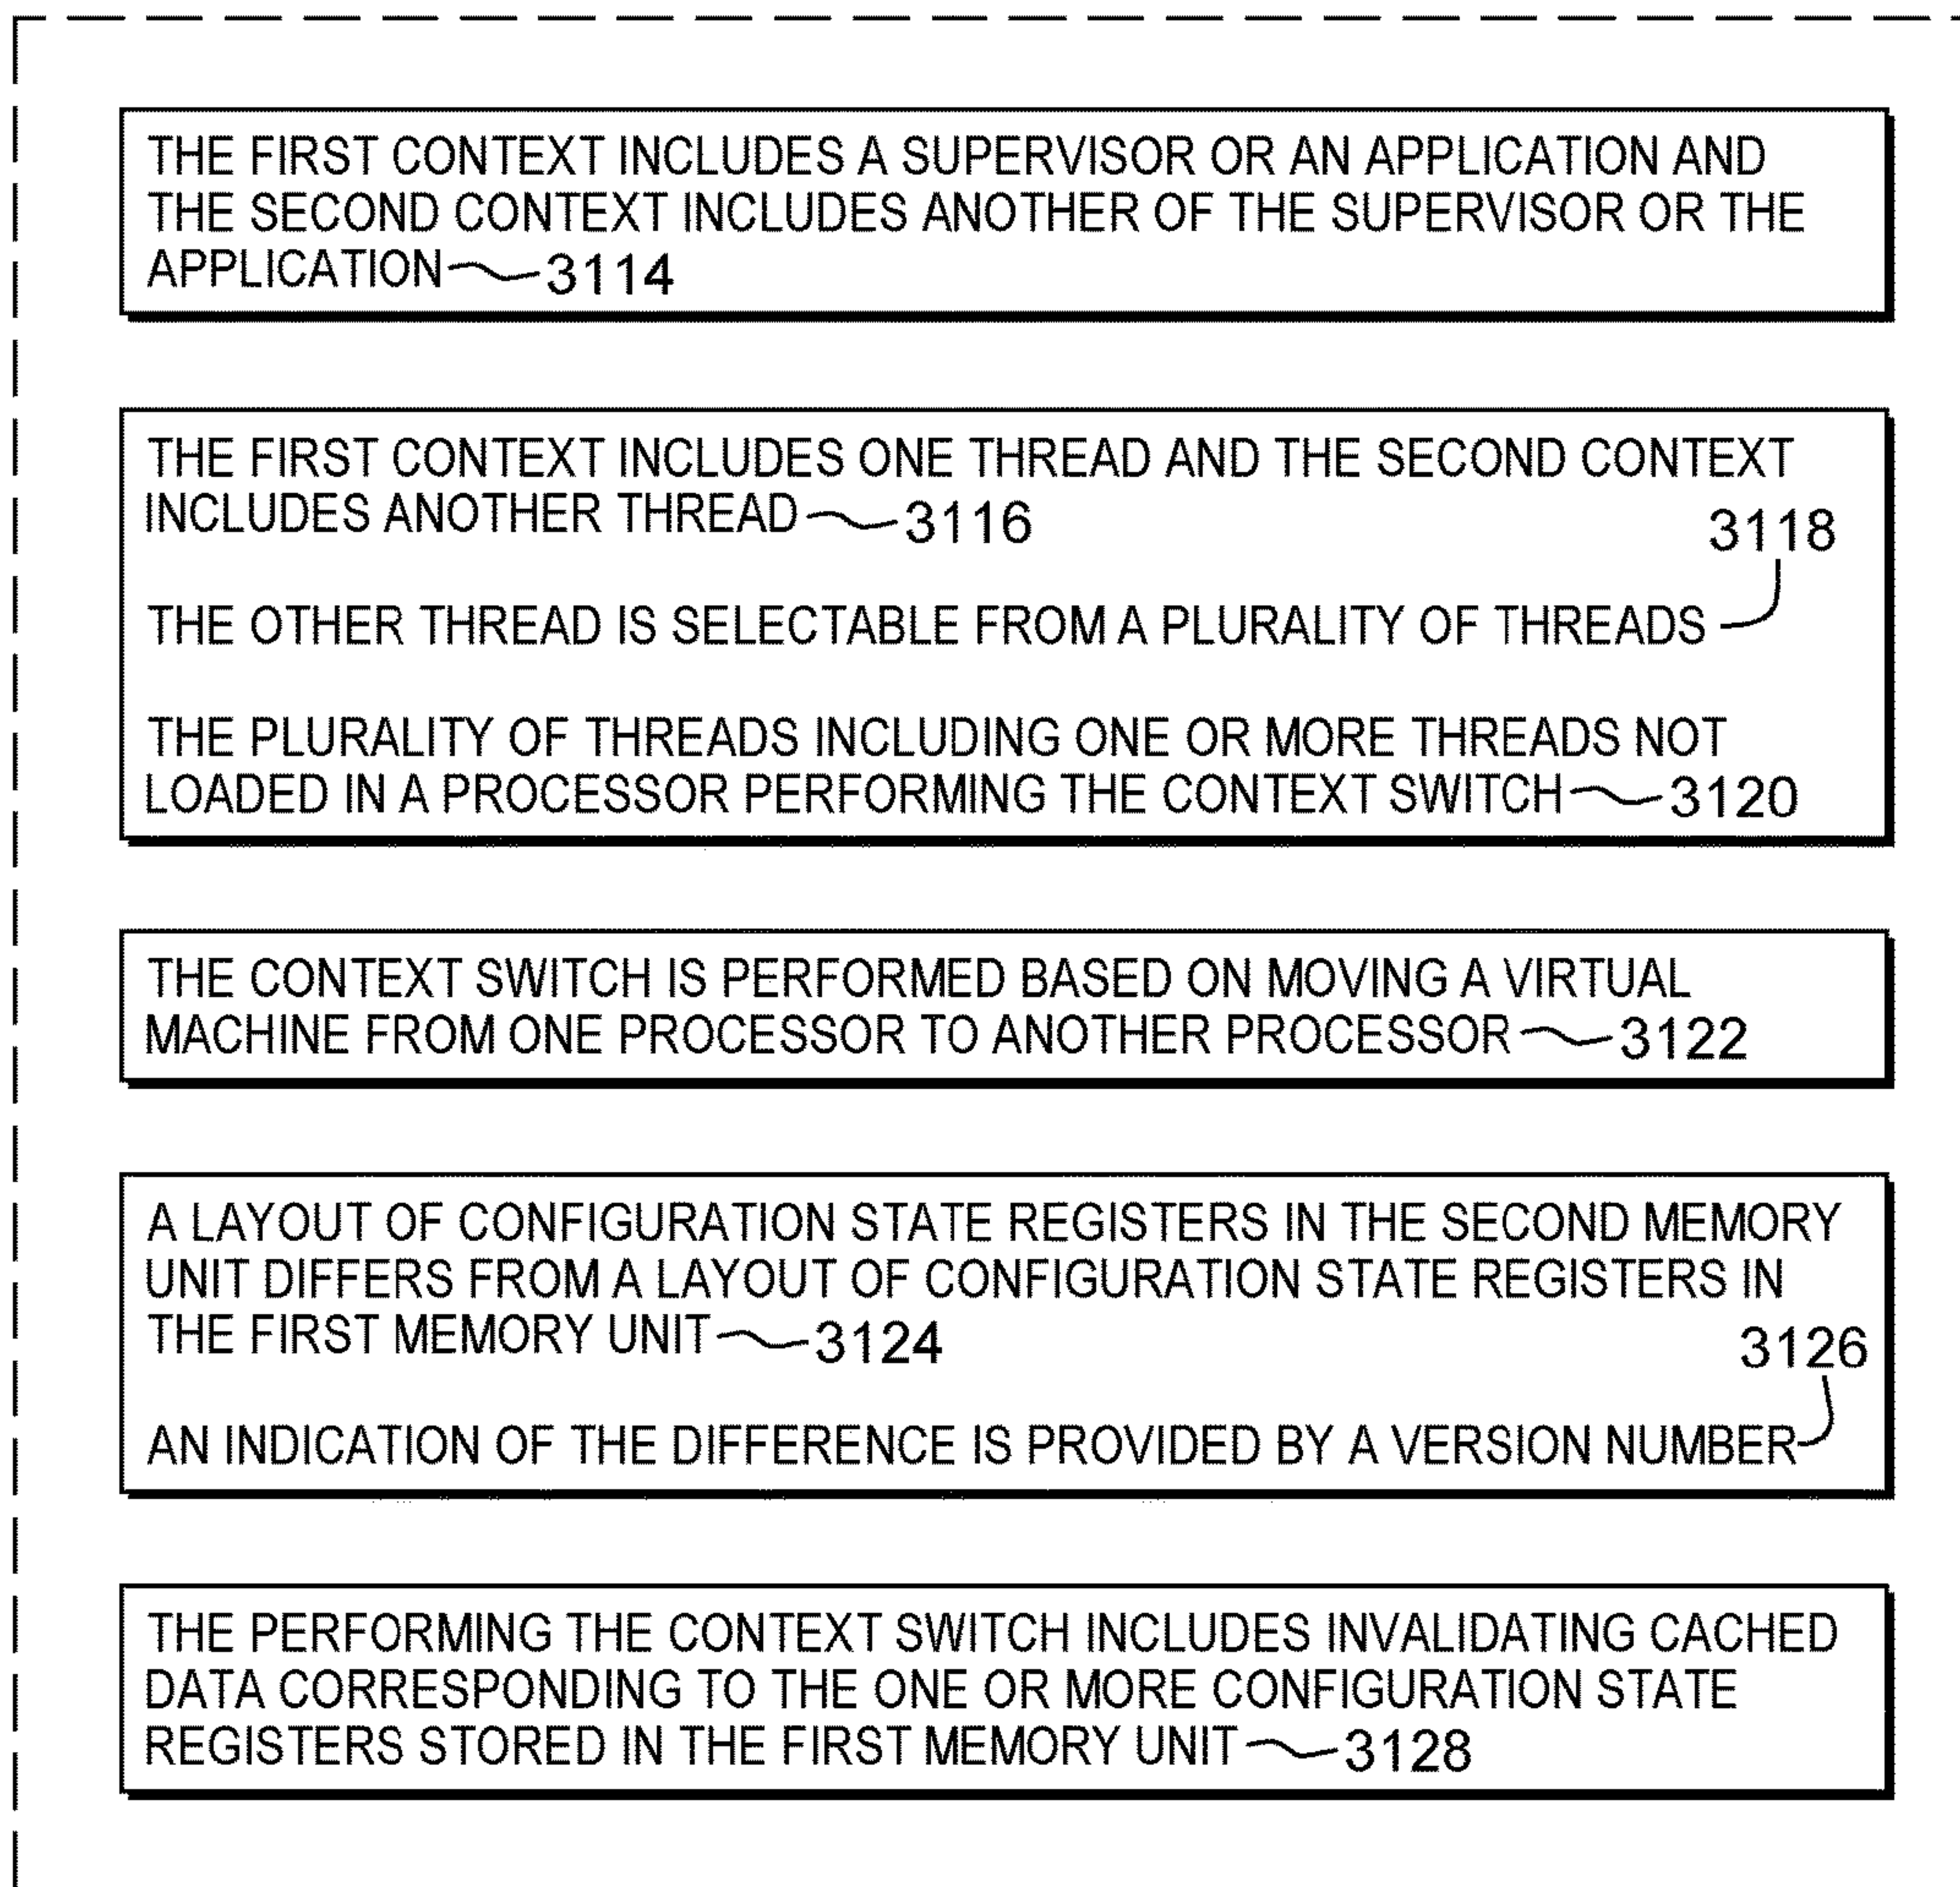 THE FIRST CONTEXT INCLUDES A SUPERVISOR OR AN APPLICATION AND
THE SECOND CONTEXT INCLUDES ANOTHER OF THE SUPERVISOR OR THE
APPLICATION 3114
THE FIRST CONTEXT INCLUDES ONE THREAD AND THE SECOND CONTEXT
INCLUDES ANOTHER THREAD 3116
3118
THE OTHER THREAD IS SELECTABLE FROM A PLURALITY OF THREADS
THE PLURALITY OF THREADS INCLUDING ONE OR MORE THREADS NOT
LOADED IN A PROCESSOR PERFORMING THE CONTEXT SWITCH 3120
THE CONTEXT SWITCH IS PERFORMED BASED ON MOVING A VIRTUAL
MACHINE FROM ONE PROCESSOR TO ANOTHER PROCESSOR 3122
A LAYOUT OF CONFIGURATION STATE REGISTERS IN THE SECOND MEMORY
UNIT DIFFERS FROM A LAYOUT OF CONFIGURATION STATE REGISTERS IN
THE FIRST MEMORY UNIT 3124
3126
AN INDICATION OF THE DIFFERENCE IS PROVIDED BY A VERSION NUMBER
THE PERFORMING THE CONTEXT SWITCH INCLUDES INVALIDATING CACHED
DATA CORRESPONDING TO THE ONE OR MORE CONFIGURATION STATE
REGISTERS STORED IN THE FIRST MEMORY UNIT 3128